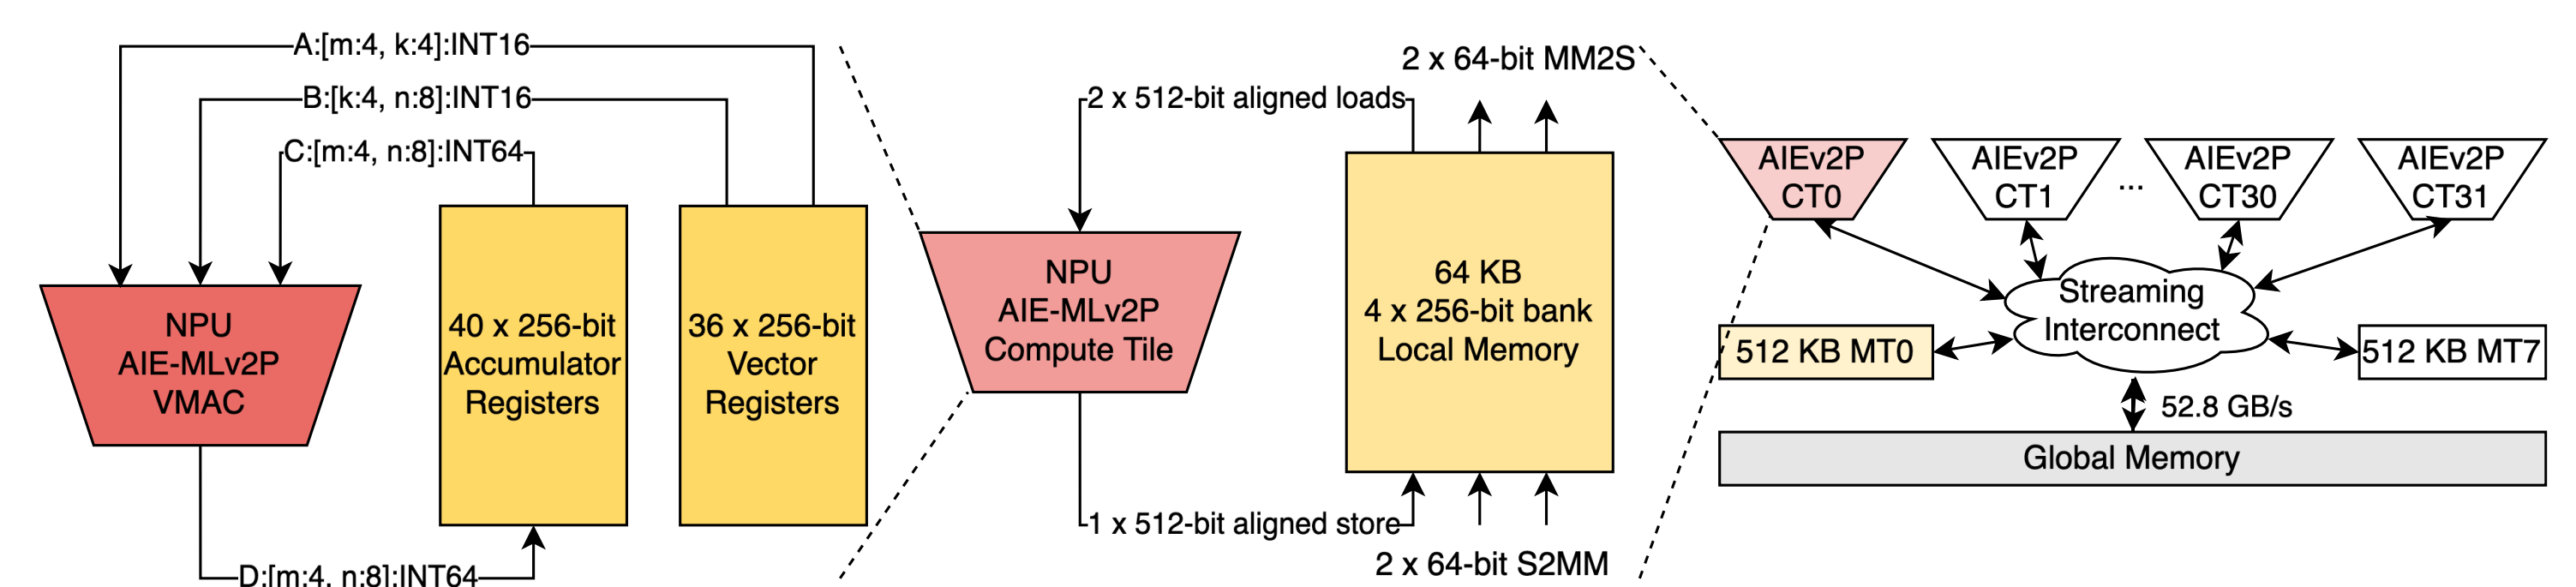 A:[m:4, k:4]:INT16
B:[k:4, n:8]:INT16
C:[m:4, n:8]:INT64
NPU
AIE-MLv2P
VMAC
40 x 256-bit
Accumulator
Registers
36 x 256-bit
Vector
Registers
D:[m:4, n:8]:INT64
2 x 64-bit MM2S
2 x 512-bit aligned loads
NPU
AIE-MLv2P
Compute Tile
64 KB
4 x 256-bit bank
Local Memory
1 x 512-bit aligned store
2 x 64-bit S2MM
AIEv2P
CT0
AIEv2P
CT1
...
AIEv2P
CT30
AIEv2P
CT31
Streaming
Interconnect
512 KB MT0
512 KB MT7
52.8 GB/s
Global Memory